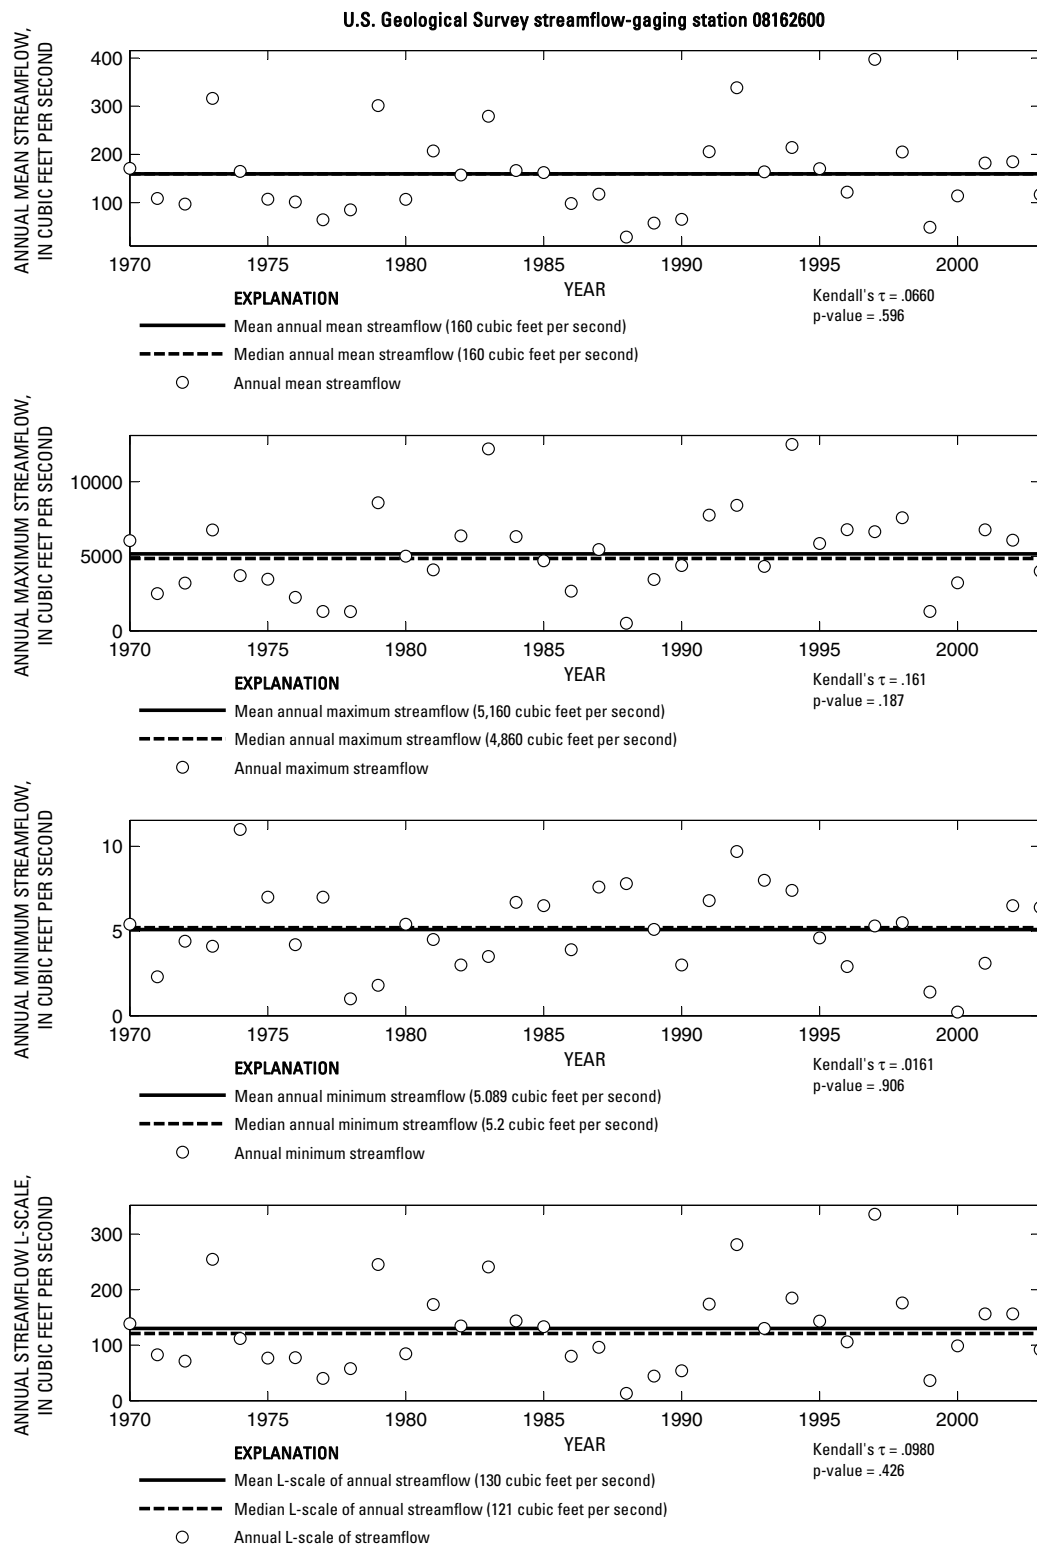 U.S. Geological Survey streamflow-gaging station 08162600
ANNUAL MEAN STREAMFLOW,
IN CUBIC FEET PER SECOND
400
300
200
100
1970 1975 1980 1985 1990 1995 2000
YEAR
Kendall's τ = .0660
p-value = .596
EXPLANATION
Mean annual mean streamflow (160 cubic feet per second)
Median annual mean streamflow (160 cubic feet per second)
Annual mean streamflow
ANNUAL MAXIMUM STREAMFLOW,
IN CUBIC FEET PER SECOND
10000
5000
0
1970 1975 1980 1985 1990 1995 2000
YEAR
Kendall's τ = .161
p-value = .187
EXPLANATION
Mean annual maximum streamflow (5,160 cubic feet per second)
Median annual maximum streamflow (4,860 cubic feet per second)
Annual maximum streamflow
ANNUAL MINIMUM STREAMFLOW,
IN CUBIC FEET PER SECOND
10
5
0
1970 1975 1980 1985 1990 1995 2000
YEAR
Kendall's τ = .0161
p-value = .906
EXPLANATION
Mean annual minimum streamflow (5.089 cubic feet per second)
Median annual minimum streamflow (5.2 cubic feet per second)
Annual minimum streamflow
ANNUAL STREAMFLOW L-SCALE,
IN CUBIC FEET PER SECOND
300
200
100
0
1970 1975 1980 1985 1990 1995 2000
YEAR
Kendall's τ = .0980
p-value = .426
EXPLANATION
Mean L-scale of annual streamflow (130 cubic feet per second)
Median L-scale of annual streamflow (121 cubic feet per second)
Annual L-scale of streamflow